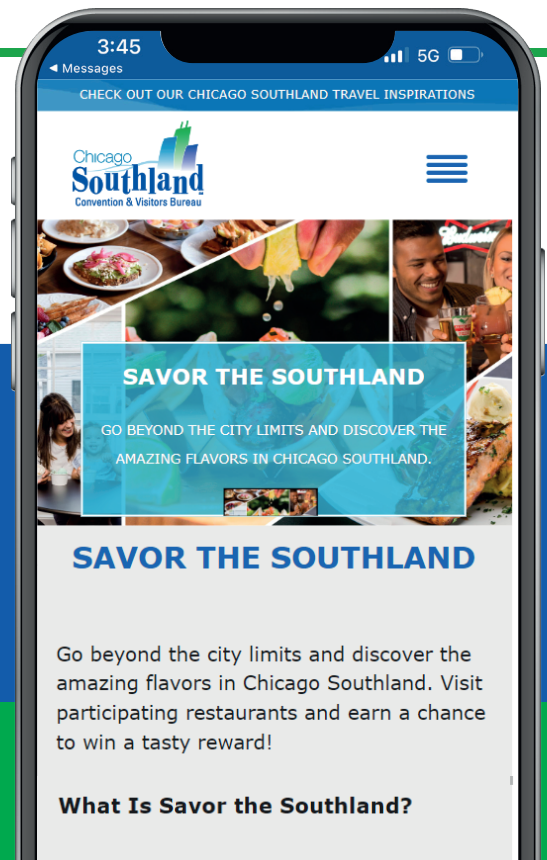 3:45
5G
◀ Messages
CHECK OUT OUR CHICAGO SOUTHLAND TRAVEL INSPIRATIONS
Chicago
Southland
Convention & Visitors Bureau
Budweiser
SAVOR THE SOUTHLAND
GO BEYOND THE CITY LIMITS AND DISCOVER THE
AMAZING FLAVORS IN CHICAGO SOUTHLAND.
SAVOR THE SOUTHLAND
Go beyond the city limits and discover the
amazing flavors in Chicago Southland. Visit
participating restaurants and earn a chance
to win a tasty reward!
What Is Savor the Southland?